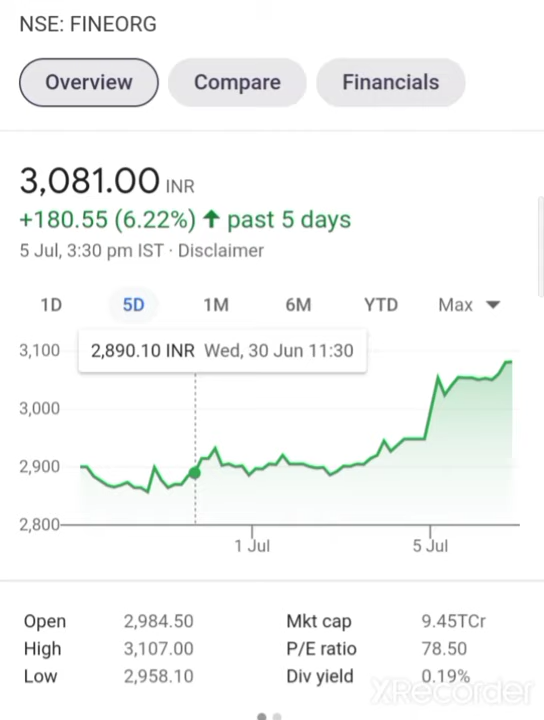 NSE: FINEORG
Overview Compare Financials
3,081.00 INR
+180.55 (6.22%) ↑ past 5 days
5 Jul, 3:30 pm IST · Disclaimer
1D 5D 1M 6M YTD Max
2,890.10 INR Wed, 30 Jun 11:30
3,100
3,000
2,900
2,800
1 Jul 5 Jul
Open 2,984.50 Mkt cap 9.45TCr
High 3,107.00 P/E ratio 78.50
Low 2,958.10 Div yield 0.19%
XRecorder